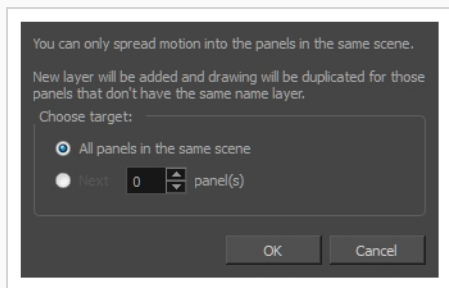 You can only spread motion into the panels in the same scene.
New layer will be added and drawing will be duplicated for those
panels that don't have the same name layer.
Choose target:
All panels in the same scene
Next 0 panel(s)
OK Cancel